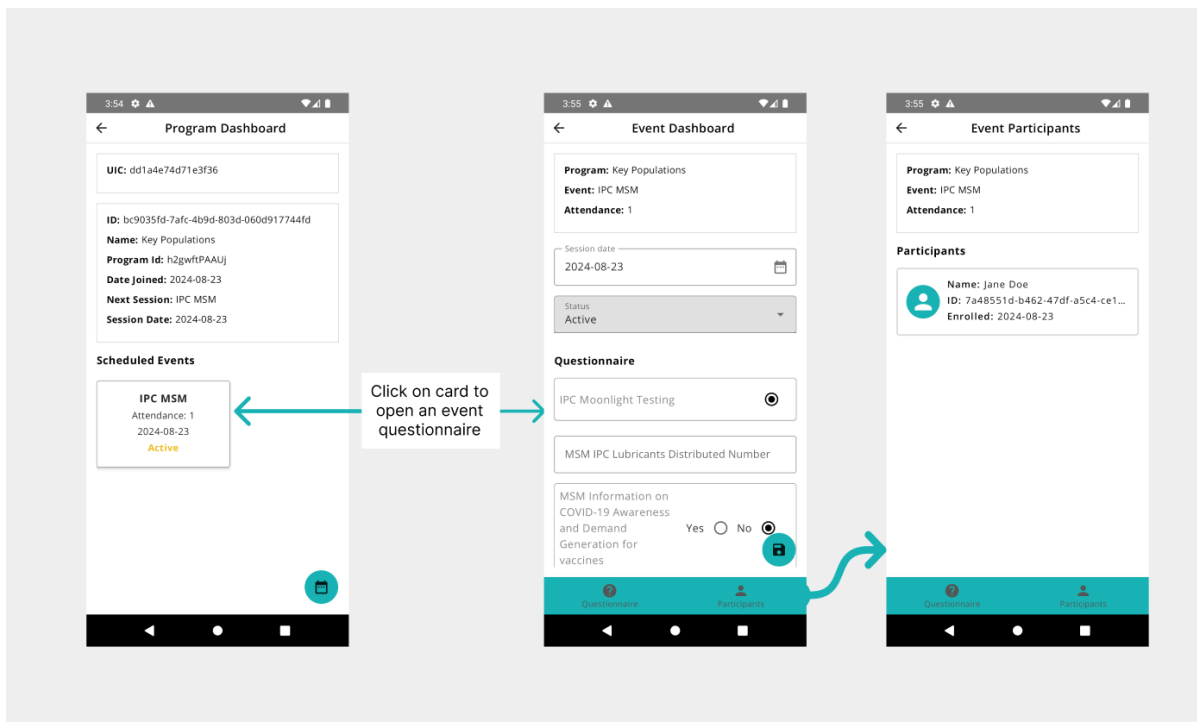 3:54
Program Dashboard
UIC: dd1a4e74d71e3f36
ID: bc9035fd-7afc-4b9d-803d-060d917744fd
Name: Key Populations
Program Id: h2gwftPAAUj
Date Joined: 2024-08-23
Next Session: IPC MSM
Session Date: 2024-08-23
Scheduled Events
IPC MSM
Attendance: 1
2024-08-23
Active
Click on card to
open an event
questionnaire
3:55
Event Dashboard
Program: Key Populations
Event: IPC MSM
Attendance: 1
Session date
2024-08-23
Status
Active
Questionnaire
IPC Moonlight Testing
MSM IPC Lubricants Distributed Number
MSM Information on
COVID-19 Awareness
and Demand
Generation for
vaccines
Yes No
Questionnaire Participants
3:55
Event Participants
Program: Key Populations
Event: IPC MSM
Attendance: 1
Participants
Name: Jane Doe
ID: 7a48551d-b462-47df-a5c4-ce1...
Enrolled: 2024-08-23
Questionnaire Participants